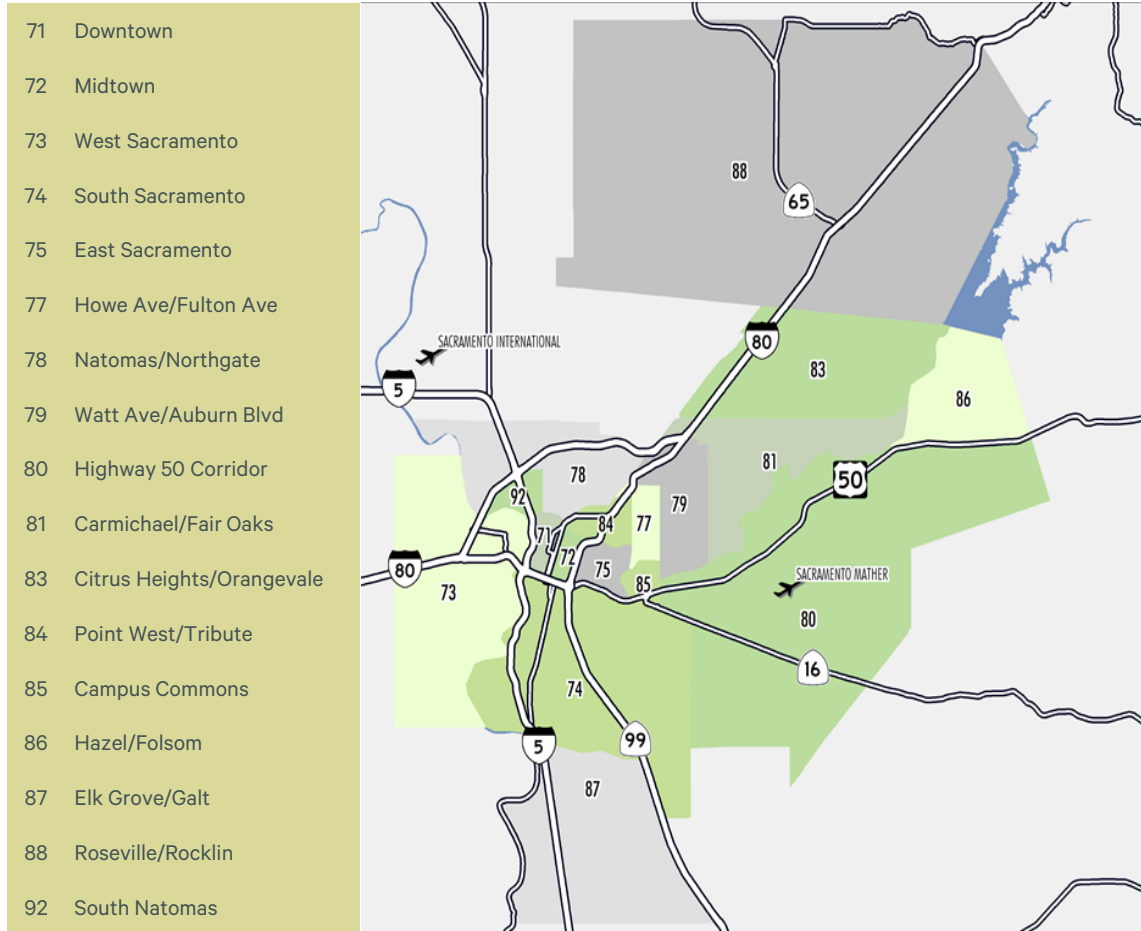 71 Downtown
72 Midtown
73 West Sacramento
74 South Sacramento
75 East Sacramento
77 Howe Ave/Fulton Ave
78 Natomas/Northgate
79 Watt Ave/Auburn Blvd
80 Highway 50 Corridor
81 Carmichael/Fair Oaks
83 Citrus Heights/Orangevale
84 Point West/Tribute
85 Campus Commons
86 Hazel/Folsom
87 Elk Grove/Galt
88 Roseville/Rocklin
92 South Natomas
88
65
SACRAMENTO INTERNATIONAL
80
5
83
86
81
78
50
92
79
84
77
71
72
75
80
73
85
SACRAMENTO MATHER
80
16
74
99
5
87